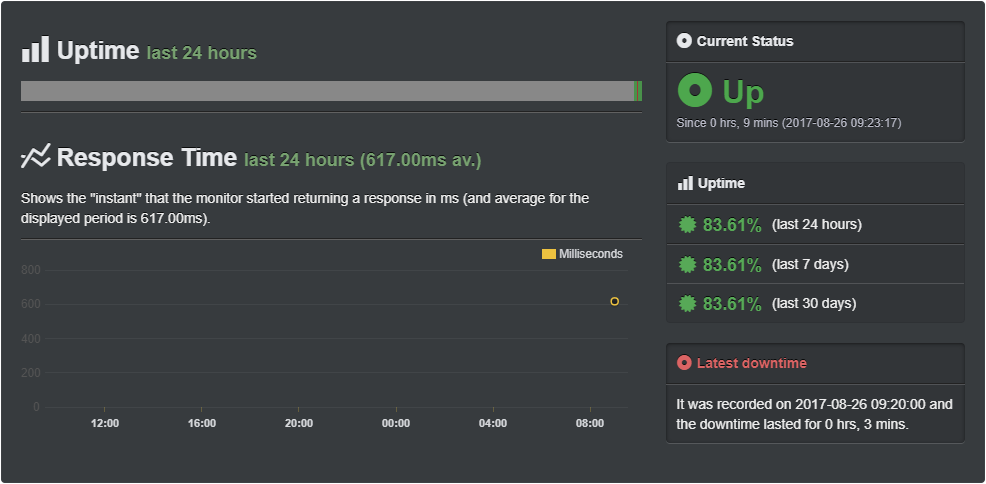 Uptime last 24 hours
Response Time last 24 hours (617.00ms av.)
Shows the "instant" that the monitor started returning a response in ms (and average for the
displayed period is 617.00ms).
Milliseconds
800
600
400
200
0
12:00 16:00 20:00 00:00 04:00 08:00
Current Status
Up
Since 0 hrs, 9 mins (2017-08-26 09:23:17)
Uptime
83.61% (last 24 hours)
83.61% (last 7 days)
83.61% (last 30 days)
Latest downtime
It was recorded on 2017-08-26 09:20:00 and
the downtime lasted for 0 hrs, 3 mins.